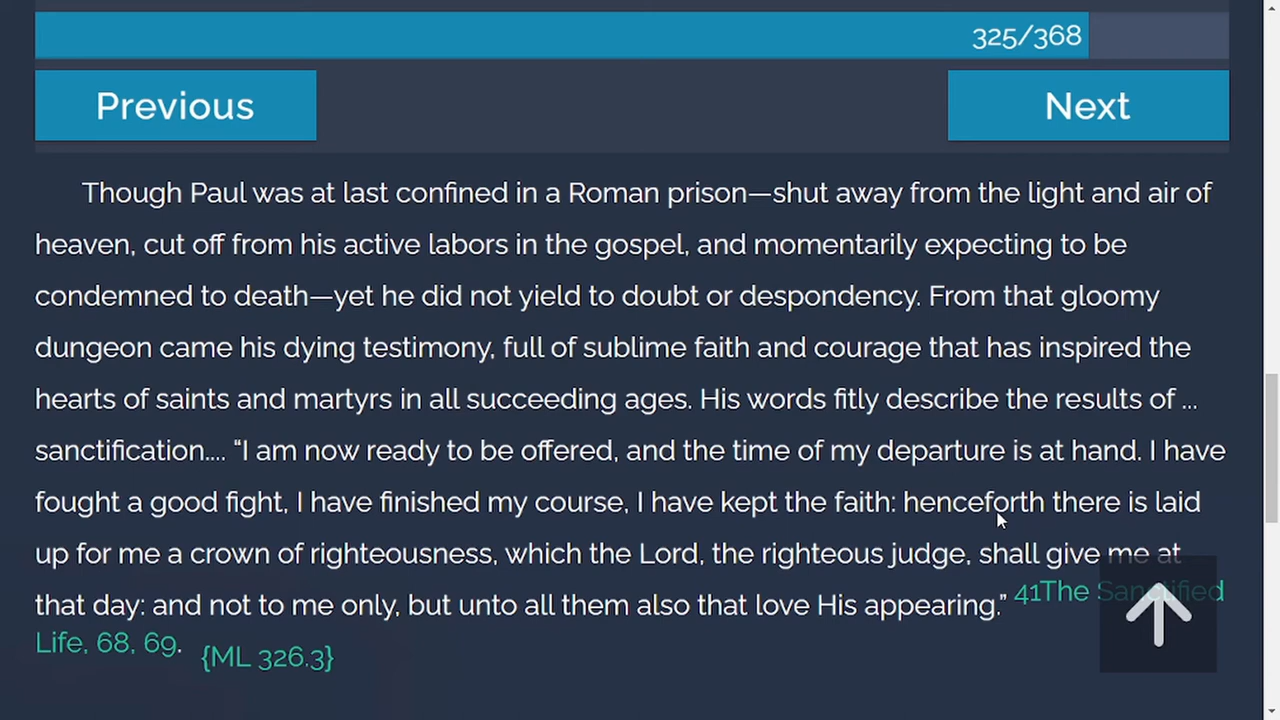 325/368
Previous
Next
Though Paul was at last confined in a Roman prison—shut away from the light and air of
heaven, cut off from his active labors in the gospel, and momentarily expecting to be
condemned to death—yet he did not yield to doubt or despondency. From that gloomy
dungeon came his dying testimony, full of sublime faith and courage that has inspired the
hearts of saints and martyrs in all succeeding ages. His words fitly describe the results of ...
sanctification.... “I am now ready to be offered, and the time of my departure is at hand. I have
fought a good fight, I have finished my course, I have kept the faith: henceforth there is laid
up for me a crown of righteousness, which the Lord, the righteous judge, shall give me at
that day: and not to me only, but unto all them also that love His appearing.” 41The Sanctified
Life, 68, 69. {ML 326.3}